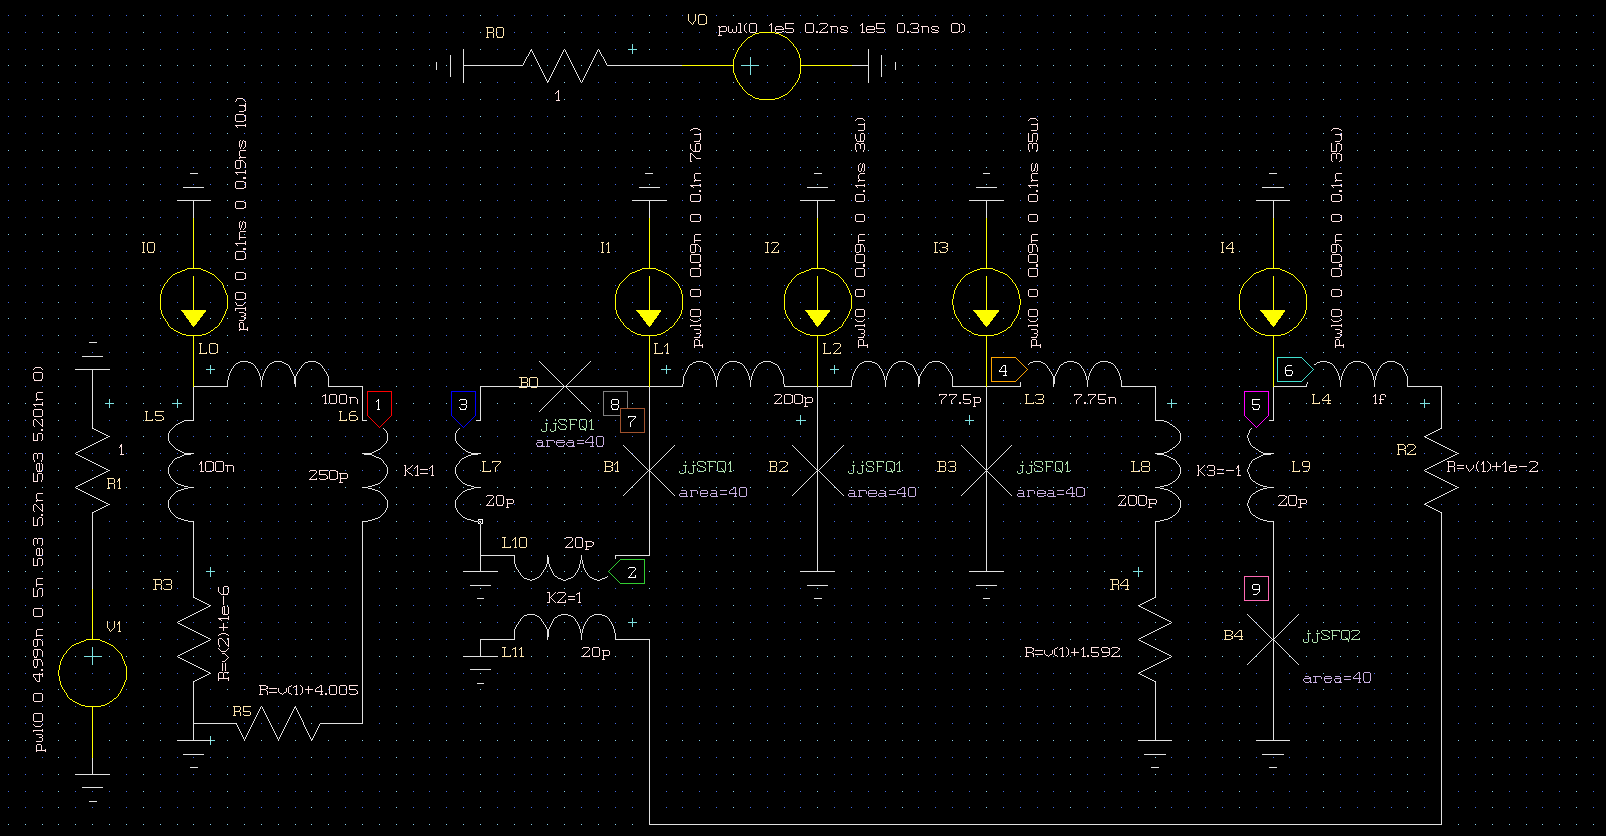 V0
pwl(0 1e5 0.2ns 1e5 0.3ns 0)
R0
1
I0
pwl(0 0 0.1ns 0 0.19ns 10u)
I1
pwl(0 0 0.09n 0 0.1n 76u)
I2
pwl(0 0 0.09n 0 0.1ns 36u)
I3
pwl(0 0 0.09n 0 0.1ns 35u)
I4
pwl(0 0 0.09n 0 0.1n 35u)
L0
100n
L1
200p
L2
77.5p
4
L3
7.75n
6
L4
1f
B0
jjSFQ1
area=40
L5
100n
L6
250p
1
K1=1
3
L7
20p
8
7
B1
jjSFQ1
area=40
B2
jjSFQ1
area=40
B3
jjSFQ1
area=40
L8
200p
K3=-1
5
L9
20p
R2
R=v(1)+1e-2
1
R1
V1
pwl(0 0 4.999n 0 5n 5e3 5.2n 5e3 5.201n 0)
L10
20p
2
K2=1
L11
20p
R3
R=v(2)+1e-6
R=v(1)+4.005
R5
R4
R=v(1)+1.592
9
B4
jjSFQ2
area=40